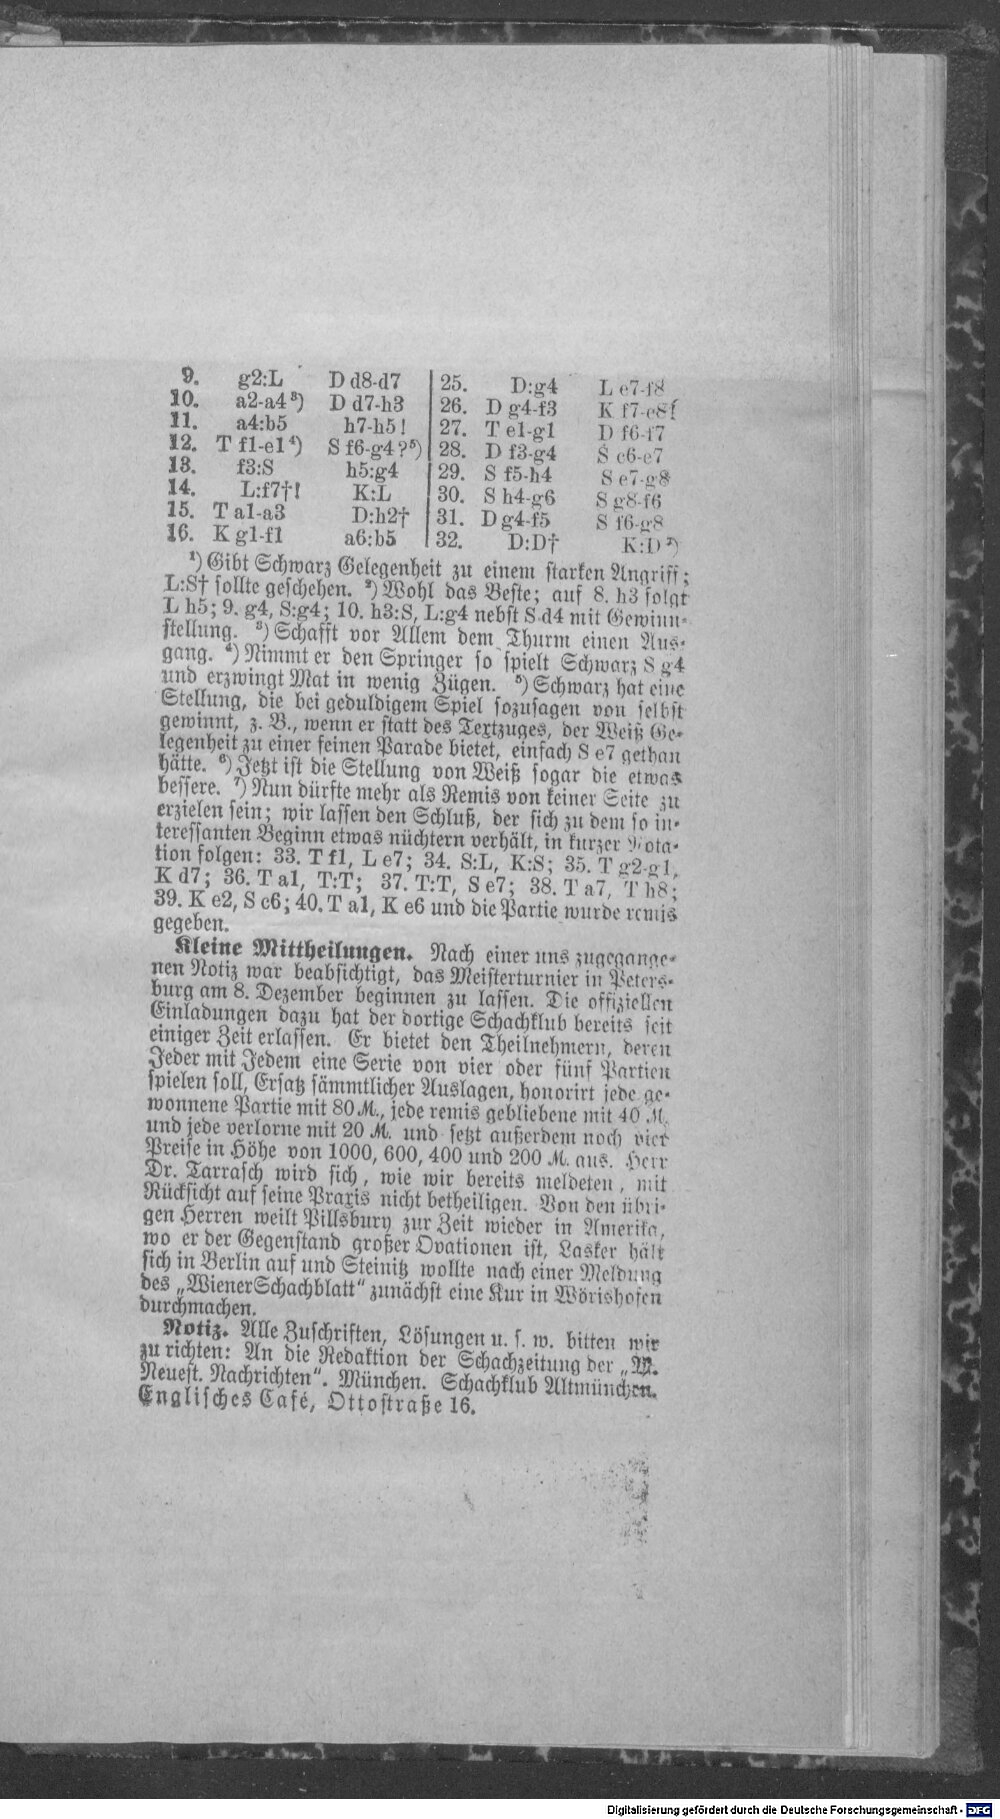 9. g2:L D d8-d7
10. a2-a4³) D d7-h3
11. a4:b5 h7-h5!
12. T f1-e1⁴) S f6-g4?⁵)
13. f3:S h5:g4
14. L:f7†! K:L
15. T a1-a3 D:h2†
16. K g1-f1 a6:b5
25. D:g4 L e7-f8
26. D g4-f3 K f7-e8!
27. T e1-g1 D f6-f7
28. D f3-g4 S c6-e7
29. S f5-h4 S e7-g8
30. S h4-g6 S g8-f6
31. D g4-f5 S f6-g8
32. D:D† K:D⁷)
¹) Gibt Schwarz Gelegenheit zu einem starken Angriff;
L:S† sollte geschehen. ²) Wohl das Beste; auf 8. h3 folgt
L h5; 9. g4, S:g4; 10. h3:S, L:g4 nebst S d4 mit Gewinn-
stellung. ³) Schafft vor Allem dem Thurm einen Aus-
gang. ⁴) Nimmt er den Springer so spielt Schwarz S g4
und erzwingt Mat in wenig Zügen. ⁵) Schwarz hat eine
Stellung, die bei geduldigem Spiel sozusagen von selbst
gewinnt, z. B., wenn er statt des Textzuges, der Weiß Ge-
legenheit zu einer feinen Parade bietet, einfach S e7 gethan
hätte. ⁶) Jetzt ist die Stellung von Weiß sogar die etwas
bessere. ⁷) Nun dürfte mehr als Remis von keiner Seite zu
erzielen sein; wir lassen den Schluß, der sich zu dem so in-
teressanten Beginn etwas nüchtern verhält, in kurzer Nota-
tion folgen: 33. T f1, L e7; 34. S:L, K:S; 35. T g2-g1,
K d7; 36. T a1, T:T; 37. T:T, S e7; 38. T a7, T h8;
39. K e2, S c6; 40. T a1, K e6 und die Partie wurde remis
gegeben.
Kleine Mittheilungen. Nach einer uns zugegange-
nen Notiz war beabsichtigt, das Meisterturnier in Peters-
burg am 8. Dezember beginnen zu lassen. Die offiziellen
Einladungen dazu hat der dortige Schachklub bereits seit
einiger Zeit erlassen. Er bietet den Theilnehmern, deren
Jeder mit Jedem eine Serie von vier oder fünf Partien
spielen soll, Ersatz sämmtlicher Auslagen, honorirt jede ge-
wonnene Partie mit 80 M., jede remis gebliebene mit 40 M.
und jede verlorne mit 20 M. und setzt außerdem noch vier
Preise in Höhe von 1000, 600, 400 und 200 M. aus. Herr
Dr. Tarrasch wird sich, wie wir bereits meldeten, mit
Rücksicht auf seine Praxis nicht betheiligen. Von den übri-
gen Herren weilt Pillsbury zur Zeit wieder in Amerika,
wo er der Gegenstand großer Ovationen ist, Lasker hält
sich in Berlin auf und Steinitz wollte nach einer Meldung
des „Wiener Schachblatt“ zunächst eine Kur in Wörishofen
durchmachen.
Notiz. Alle Zuschriften, Lösungen u. s. w. bitten wir
zu richten: An die Redaktion der Schachzeitung der „M.
Neuest. Nachrichten“. München. Schachklub Altmünchen.
Englisches Café, Ottostraße 16.
Digitalisierung gefördert durch die Deutsche Forschungsgemeinschaft - DFG